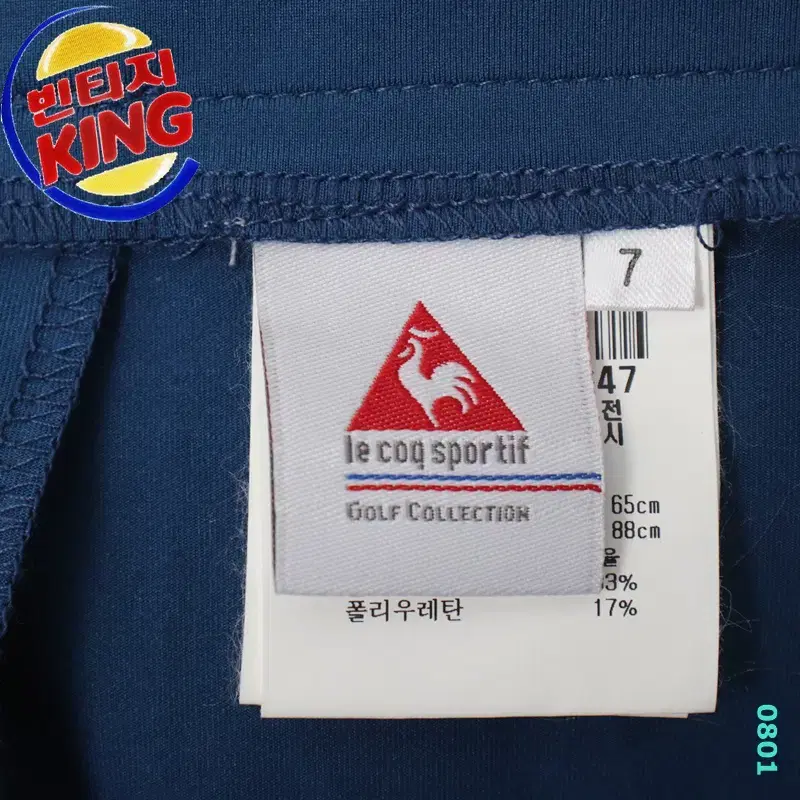 빈티지
KING
7
le coq sportif
GOLF COLLECTION
47
전
시
65cm
88cm
율
3%
폴리우레탄 17%
0801